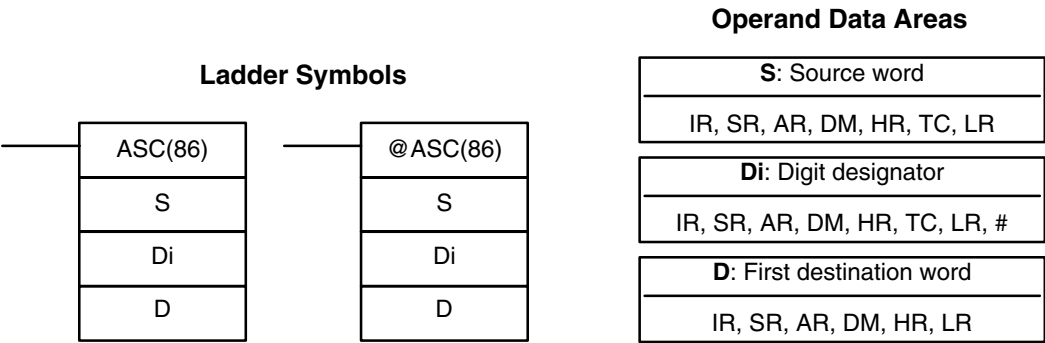 Ladder Symbols
ASC(86)
S
Di
D
@ASC(86)
S
Di
D
Operand Data Areas
S: Source word
IR, SR, AR, DM, HR, TC, LR
Di: Digit designator
IR, SR, AR, DM, HR, TC, LR, #
D: First destination word
IR, SR, AR, DM, HR, LR